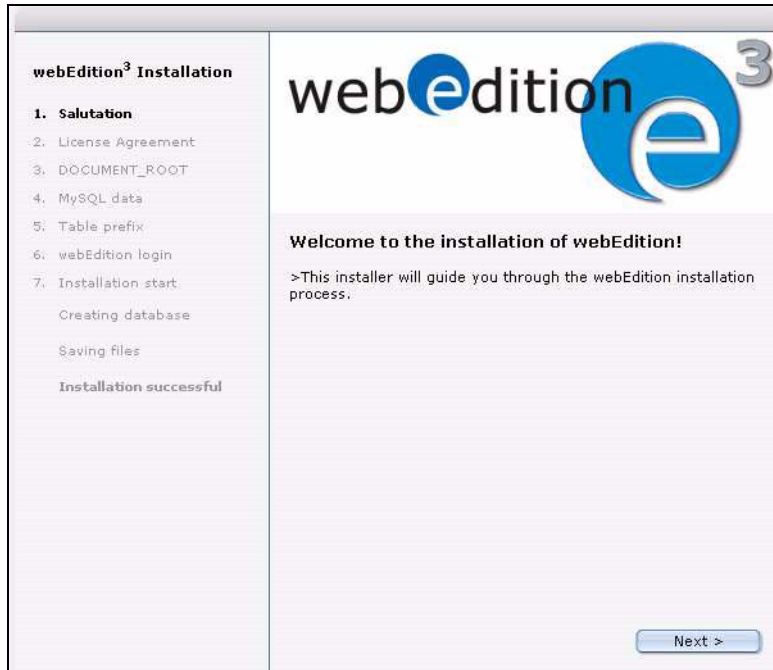 webEdition³ Installation
1. Salutation
2. License Agreement
3. DOCUMENT_ROOT
4. MySQL data
5. Table prefix
6. webEdition login
7. Installation start
Creating database
Saving files
Installation successful
webedition
e
3
Welcome to the installation of webEdition!
>This installer will guide you through the webEdition installation
process.
Next >